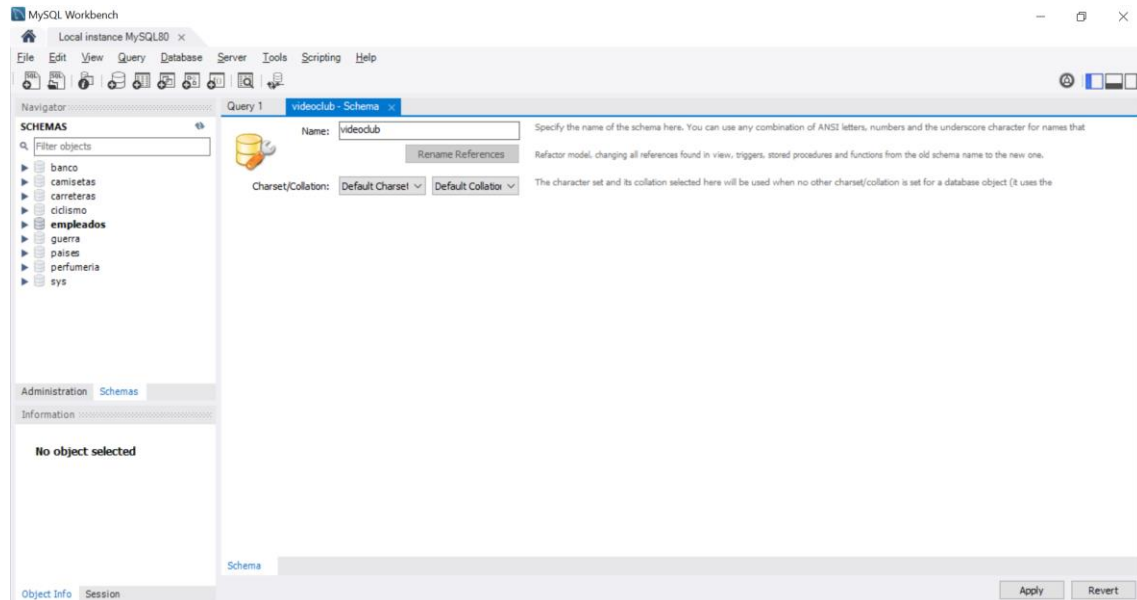 MySQL Workbench
Local instance MySQL80
File Edit View Query Database Server Tools Scripting Help
Navigator
SCHEMAS
Filter objects
banco
camisetas
carreteras
ciclismo
empleados
guerra
paises
perfumeria
sys
Administration Schemas
Information
No object selected
Object Info Session
Query 1 videoclub - Schema
Name: videoclub
Specify the name of the schema here. You can use any combination of ANSI letters, numbers and the underscore character for names that
Rename References
Refactor model, changing all references found in view, triggers, stored procedures and functions from the old schema name to the new one.
Charset/Collation: Default Charset Default Collation
The character set and its collation selected here will be used when no other charset/collation is set for a database object (it uses the
Schema
Apply Revert